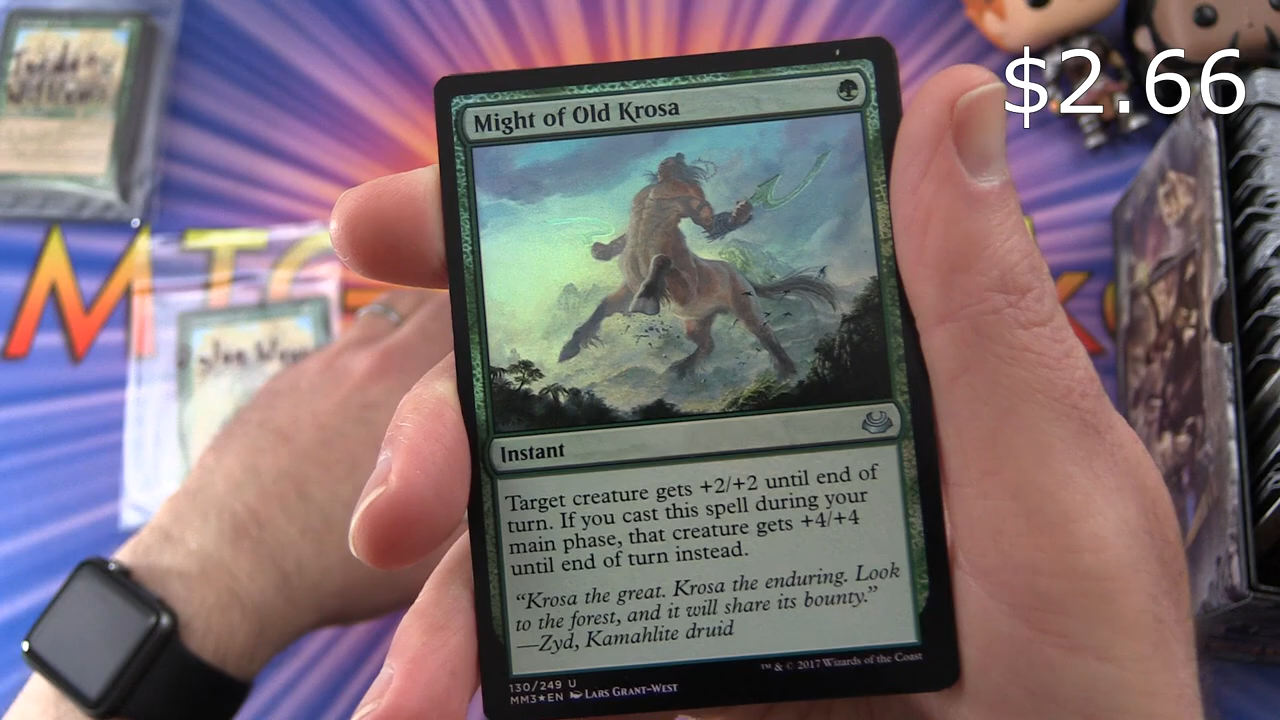 $2.66
Might of Old Krosa
MTG
Instant
Target creature gets +2/+2 until end of
turn. If you cast this spell during your
main phase, that creature gets +4/+4
until end of turn instead.
“Krosa the great. Krosa the enduring. Look
to the forest, and it will share its bounty.”
—Zyd, Kamahlite druid
™ & © 2017 Wizards of the Coast
130/249 U
MM3★EN Lars Grant-West